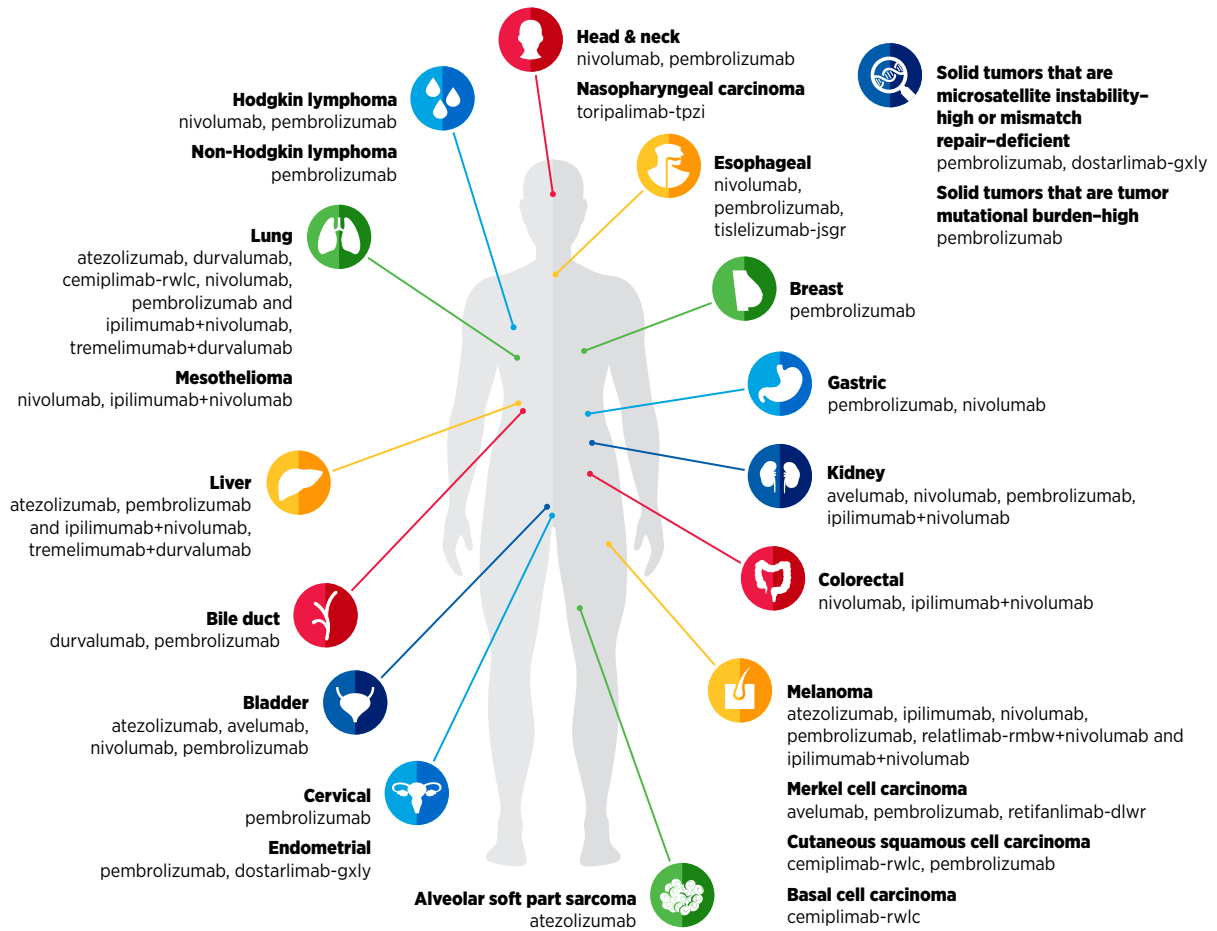 Head & neck
nivolumab, pembrolizumab
Nasopharyngeal carcinoma
toripalimab-tpzi
Solid tumors that are
microsatellite instability–
high or mismatch
repair–deficient
pembrolizumab, dostarlimab-gxly
Solid tumors that are tumor
mutational burden–high
pembrolizumab
Hodgkin lymphoma
nivolumab, pembrolizumab
Non-Hodgkin lymphoma
pembrolizumab
Esophageal
nivolumab,
pembrolizumab,
tislelizumab-jsgr
Lung
atezolizumab, durvalumab,
cemiplimab-rwlc, nivolumab,
pembrolizumab and
ipilimumab+nivolumab,
tremelimumab+durvalumab
Mesothelioma
nivolumab, ipilimumab+nivolumab
Breast
pembrolizumab
Gastric
pembrolizumab, nivolumab
Liver
atezolizumab, pembrolizumab
and ipilimumab+nivolumab,
tremelimumab+durvalumab
Kidney
avelumab, nivolumab, pembrolizumab,
ipilimumab+nivolumab
Colorectal
nivolumab, ipilimumab+nivolumab
Bile duct
durvalumab, pembrolizumab
Bladder
atezolizumab, avelumab,
nivolumab, pembrolizumab
Melanoma
atezolizumab, ipilimumab, nivolumab,
pembrolizumab, relatlimab-rmbw+nivolumab and
ipilimumab+nivolumab
Merkel cell carcinoma
avelumab, pembrolizumab, retifanlimab-dlwr
Cutaneous squamous cell carcinoma
cemiplimab-rwlc, pembrolizumab
Basal cell carcinoma
cemiplimab-rwlc
Cervical
pembrolizumab
Endometrial
pembrolizumab, dostarlimab-gxly
Alveolar soft part sarcoma
atezolizumab